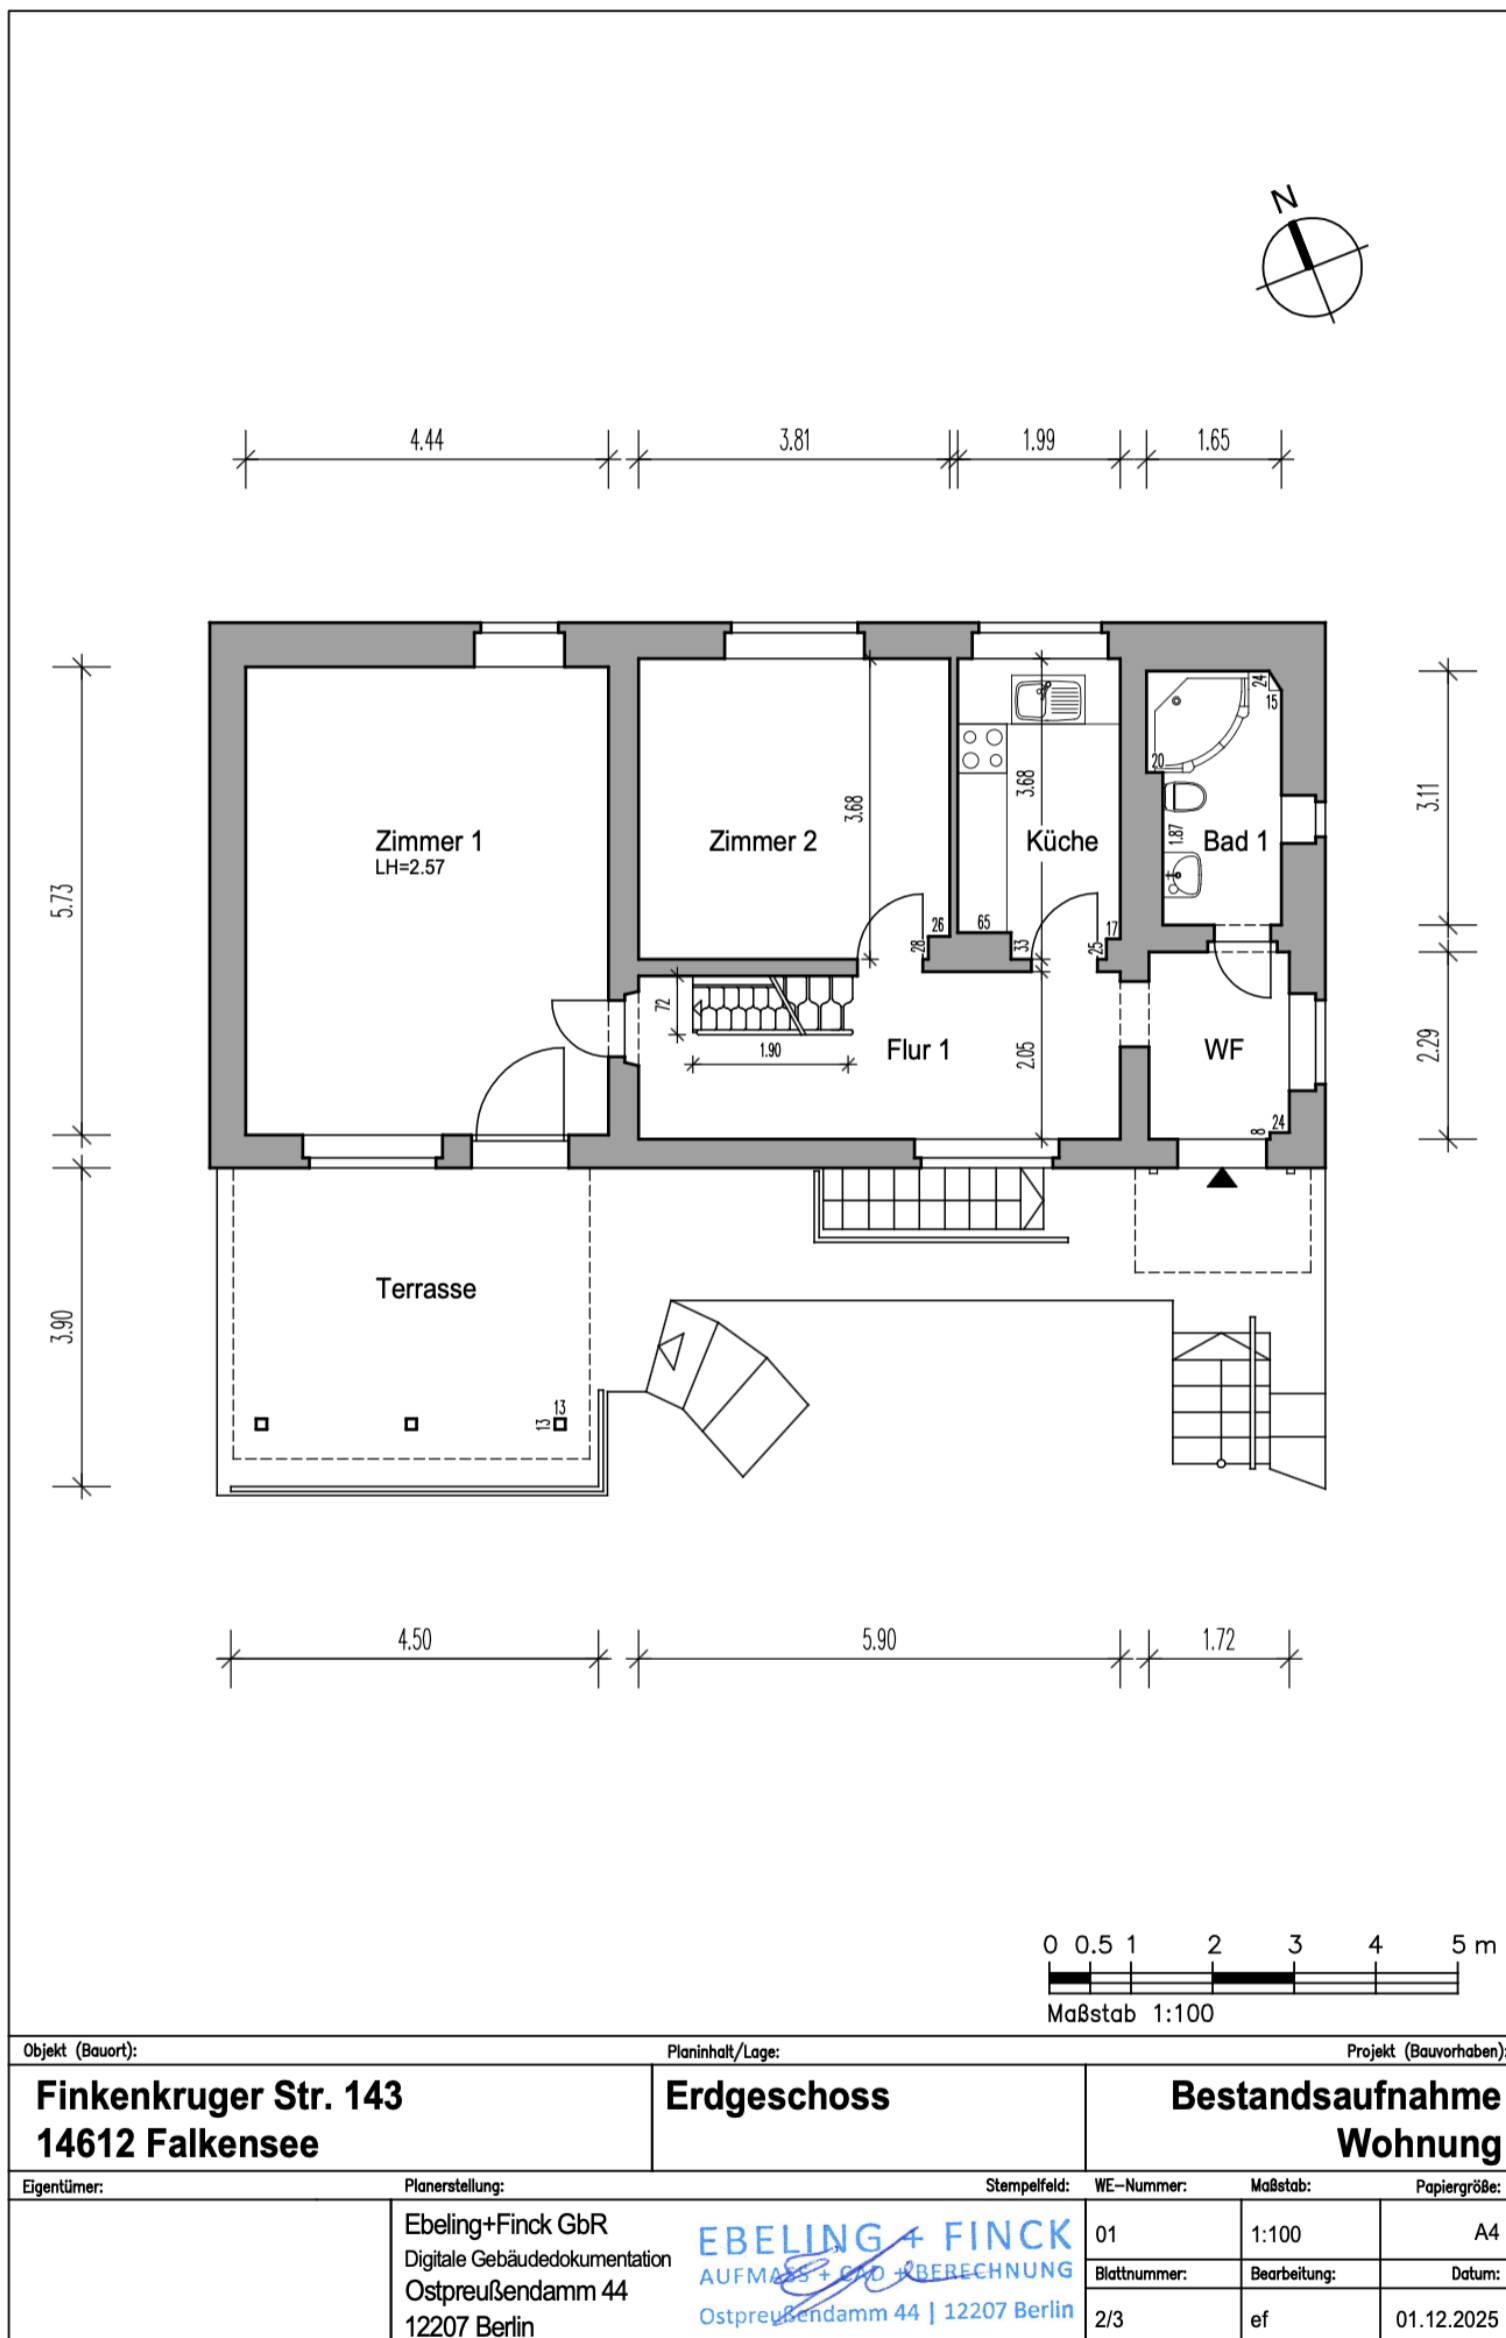 N
4.44
3.81
1.99
1.65
24
15
20
3.68
3.68
1.87
3.11
5.73
Zimmer 1
LH=2.57
Zimmer 2
Küche
Bad 1
26
28
65
33
17
25
72
1.90
Flur 1
2.05
WF
2.29
24
8
Terrasse
3.90
13
13
4.50
5.90
1.72
0 0.5 1 2 3 4 5 m
Maßstab 1:100
Objekt (Bauort):
Planinhalt/Lage:
Projekt (Bauvorhaben):
Finkenkruger Str. 143
14612 Falkensee
Erdgeschoss
Bestandsaufnahme
Wohnung
Eigentümer:
Planerstellung:
Stempelfeld:
WE-Nummer:
Maßstab:
Papiergröße:
Ebeling+Finck GbR
Digitale Gebäudedokumentation
Ostpreußendamm 44
12207 Berlin
EBELING + FINCK
AUFMASS + CAD + BERECHNUNG
Ostpreußendamm 44 | 12207 Berlin
01
1:100
A4
Blattnummer:
Bearbeitung:
Datum:
2/3
ef
01.12.2025